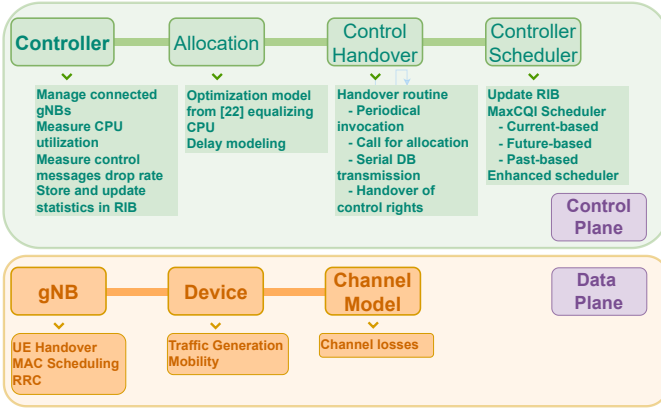 Controller
Allocation
Control
Handover
Controller
Scheduler
Manage connected
gNBs
Measure CPU
utilization
Measure control
messages drop rate
Store and update
statistics in RIB
Optimization model
from [22] equalizing
CPU
Delay modeling
Handover routine
- Periodical
invocation
- Call for allocation
- Serial DB
transmission
- Handover of
control rights
Update RIB
MaxCQI Scheduler
- Current-based
- Future-based
- Past-based
Enhanced scheduler
Control
Plane
gNB
Device
Channel
Model
Data
Plane
UE Handover
MAC Scheduling
RRC
Traffic Generation
Mobility
Channel losses